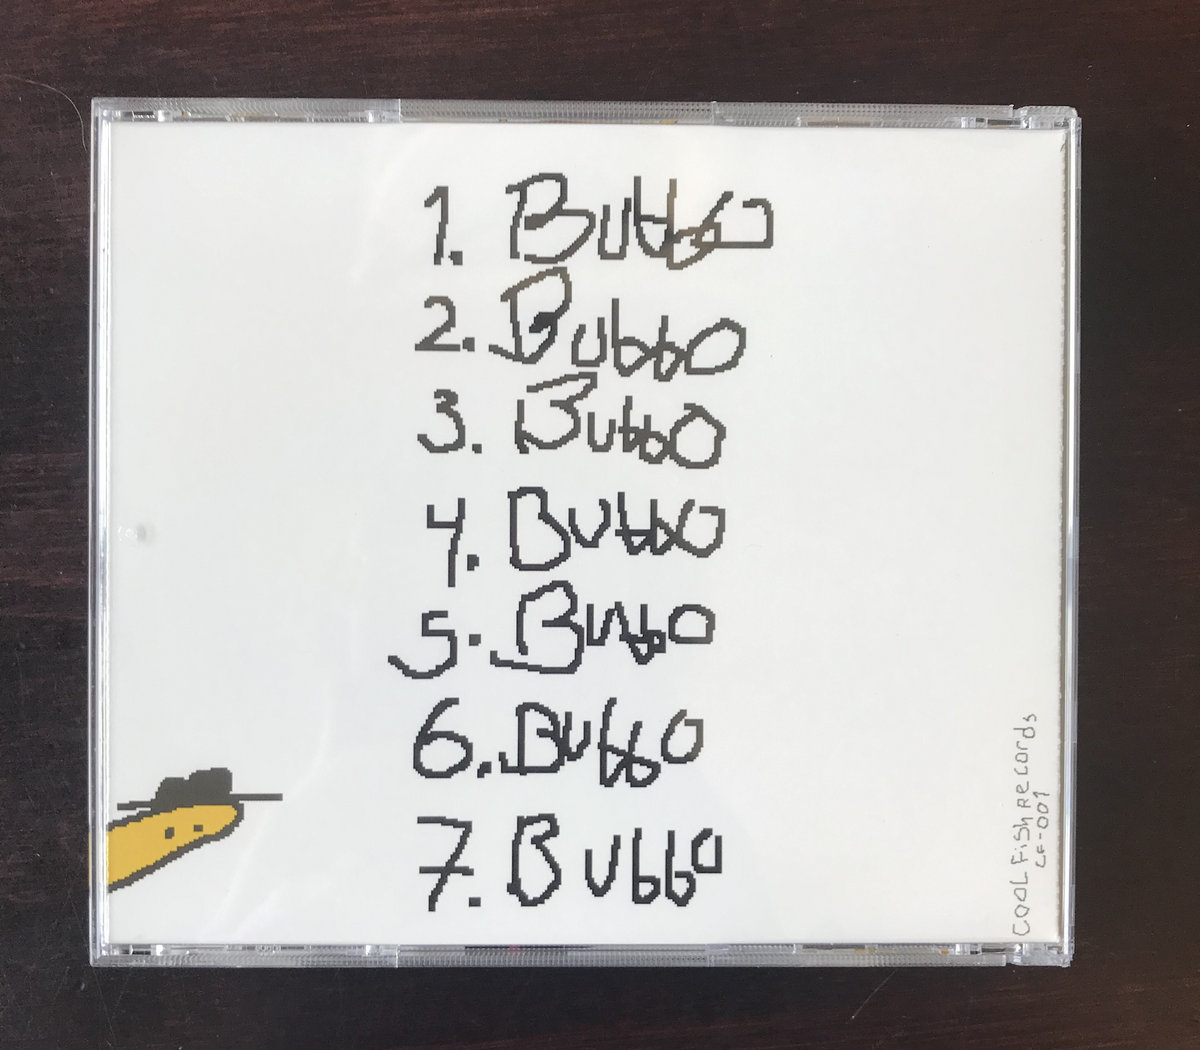 1. Bubbo
2. Bubbo
3. Bubbo
4. Bubbo
5. Bubbo
6. Bubbo
7. Bubbo
COOL FiSh RecoRds
CF-001